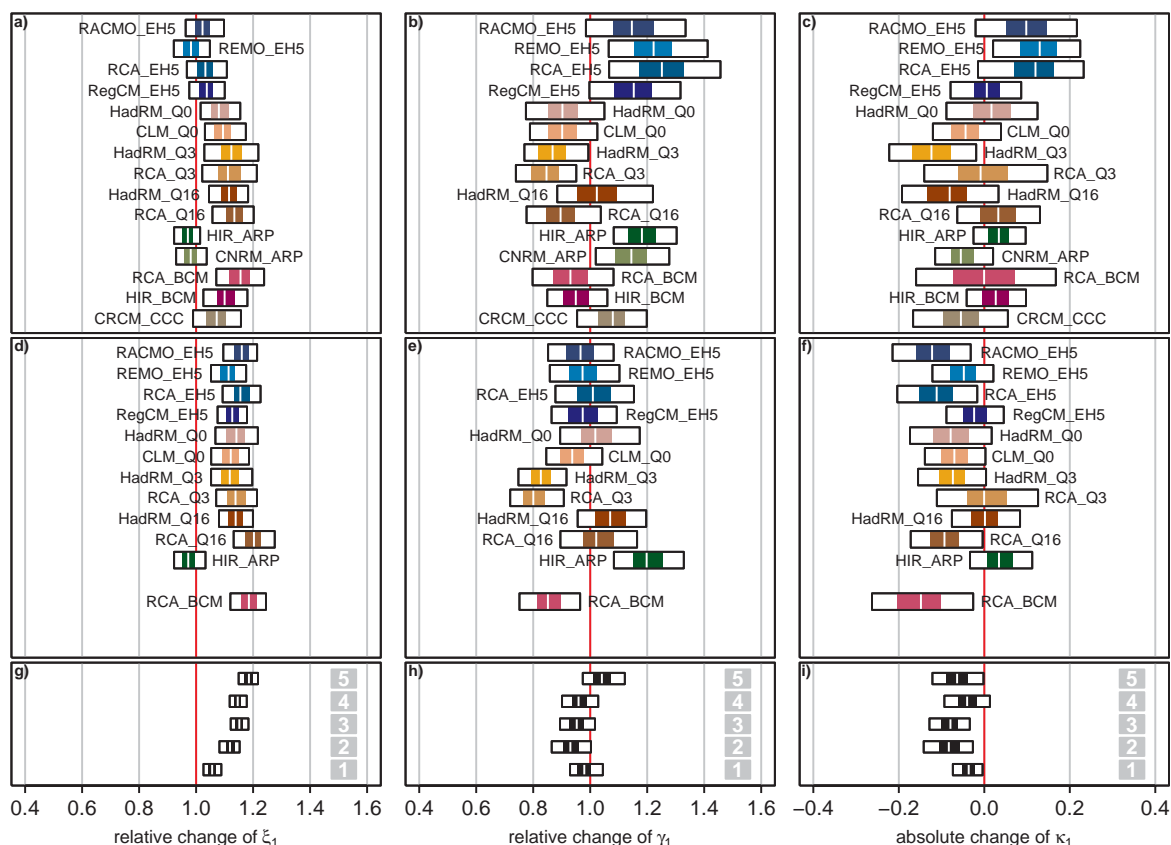 a)
RACMO_EH5
REMO_EH5
RCA_EH5
RegCM_EH5
HadRM_Q0
CLM_Q0
HadRM_Q3
RCA_Q3
HadRM_Q16
RCA_Q16
HIR_ARP
CNRM_ARP
RCA_BCM
HIR_BCM
CRCM_CCC
b)
RACMO_EH5
REMO_EH5
RCA_EH5
RegCM_EH5
HadRM_Q0
CLM_Q0
HadRM_Q3
RCA_Q3
HadRM_Q16
RCA_Q16
HIR_ARP
CNRM_ARP
RCA_BCM
HIR_BCM
CRCM_CCC
c)
RACMO_EH5
REMO_EH5
RCA_EH5
RegCM_EH5
HadRM_Q0
CLM_Q0
HadRM_Q3
RCA_Q3
HadRM_Q16
RCA_Q16
HIR_ARP
CNRM_ARP
RCA_BCM
HIR_BCM
CRCM_CCC
d)
RACMO_EH5
REMO_EH5
RCA_EH5
RegCM_EH5
HadRM_Q0
CLM_Q0
HadRM_Q3
RCA_Q3
HadRM_Q16
RCA_Q16
HIR_ARP
RCA_BCM
e)
RACMO_EH5
REMO_EH5
RCA_EH5
RegCM_EH5
HadRM_Q0
CLM_Q0
HadRM_Q3
RCA_Q3
HadRM_Q16
RCA_Q16
HIR_ARP
RCA_BCM
f)
RACMO_EH5
REMO_EH5
RCA_EH5
RegCM_EH5
HadRM_Q0
CLM_Q0
HadRM_Q3
RCA_Q3
HadRM_Q16
RCA_Q16
HIR_ARP
RCA_BCM
g)
5
4
3
2
1
h)
5
4
3
2
1
i)
5
4
3
2
1
0.4 0.6 0.8 1.0 1.2 1.4 1.6
relative change of ξ₁
0.4 0.6 0.8 1.0 1.2 1.4 1.6
relative change of γ₁
−0.4 −0.2 0.0 0.2 0.4
absolute change of κ₁